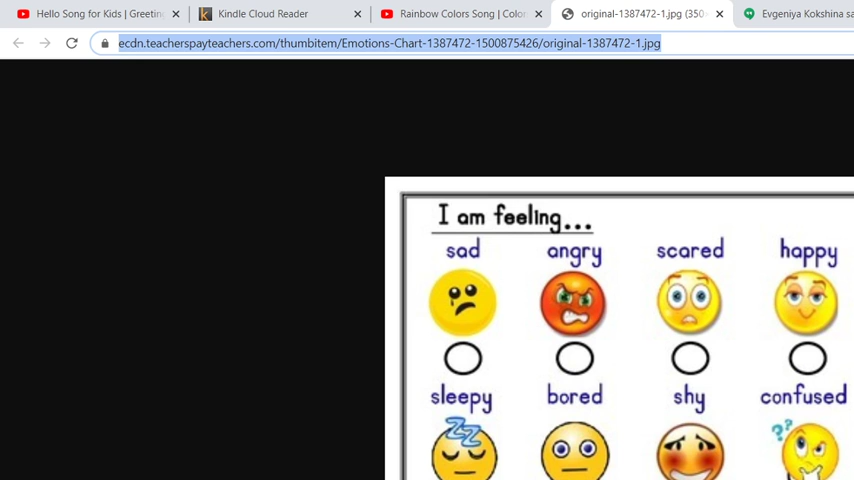 Hello Song for Kids | Greeting
Kindle Cloud Reader
Rainbow Colors Song | Color
original-1387472-1.jpg (350
Evgeniya Kokshina sa
ecdn.teacherspayteachers.com/thumbitem/Emotions-Chart-1387472-1500875426/original-1387472-1.jpg
I am feeling...
sad angry scared happy
sleepy bored shy confused